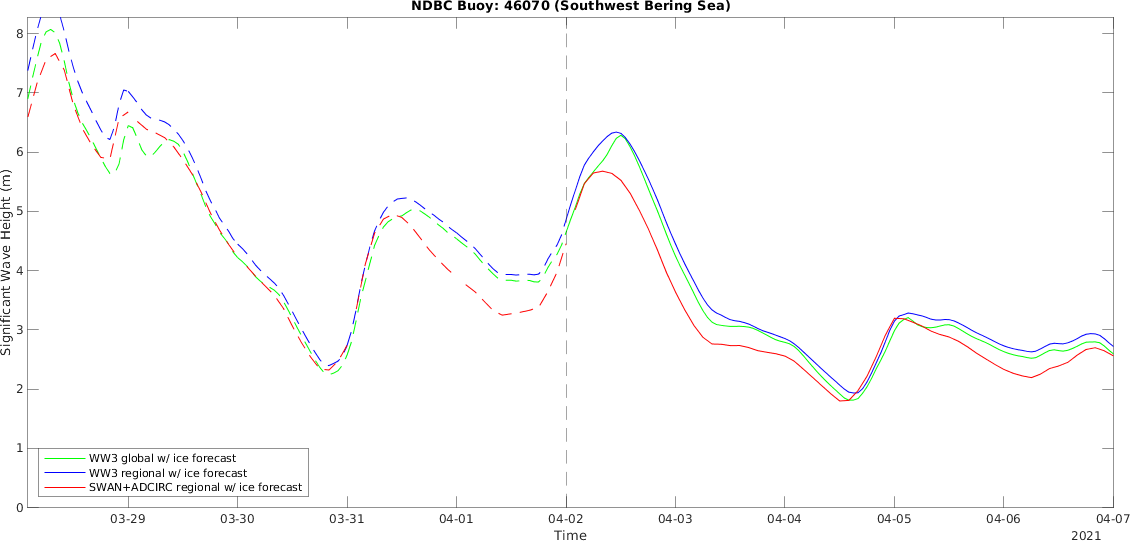 NDBC Buoy: 46070 (Southwest Bering Sea)
Significant Wave Height (m)
8
7
6
5
4
3
2
1
0
WW3 global w/ ice forecast
WW3 regional w/ ice forecast
SWAN+ADCIRC regional w/ ice forecast
03-29 03-30 03-31 04-01 04-02 04-03 04-04 04-05 04-06 04-07
Time
2021